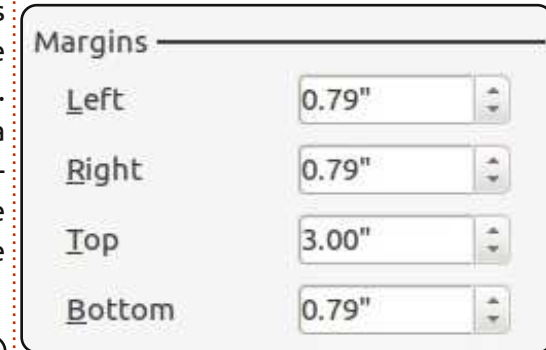 s
e
.
a
-
e
e
)
Margins
Left 0.79"
Right 0.79"
Top 3.00"
Bottom 0.79"